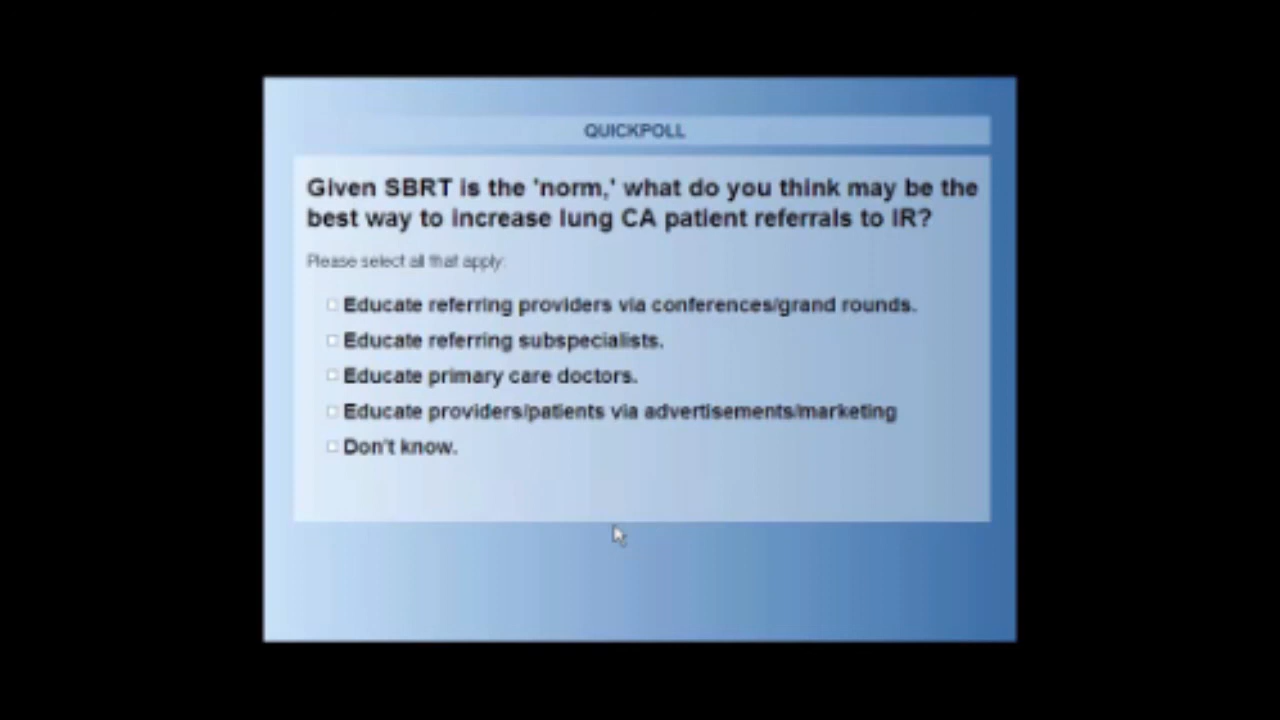 QUICKPOLL
Given SBRT is the 'norm,' what do you think may be the
best way to increase lung CA patient referrals to IR?
Please select all that apply:
Educate referring providers via conferences/grand rounds.
Educate referring subspecialists.
Educate primary care doctors.
Educate providers/patients via advertisements/marketing
Don't know.